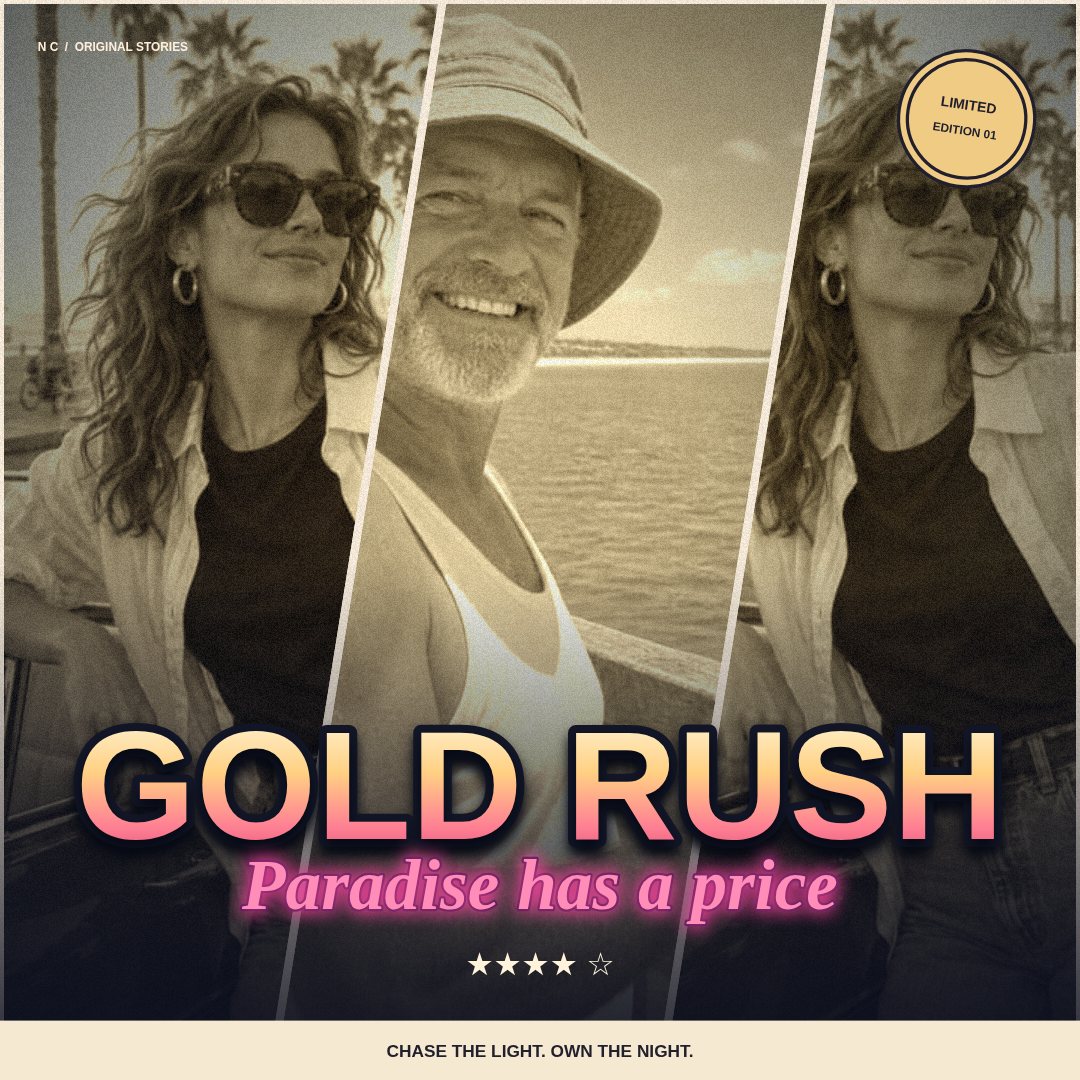 N C / ORIGINAL STORIES
LIMITED
EDITION 01
GOLD RUSH
Paradise has a price
★★★★ ☆
CHASE THE LIGHT. OWN THE NIGHT.